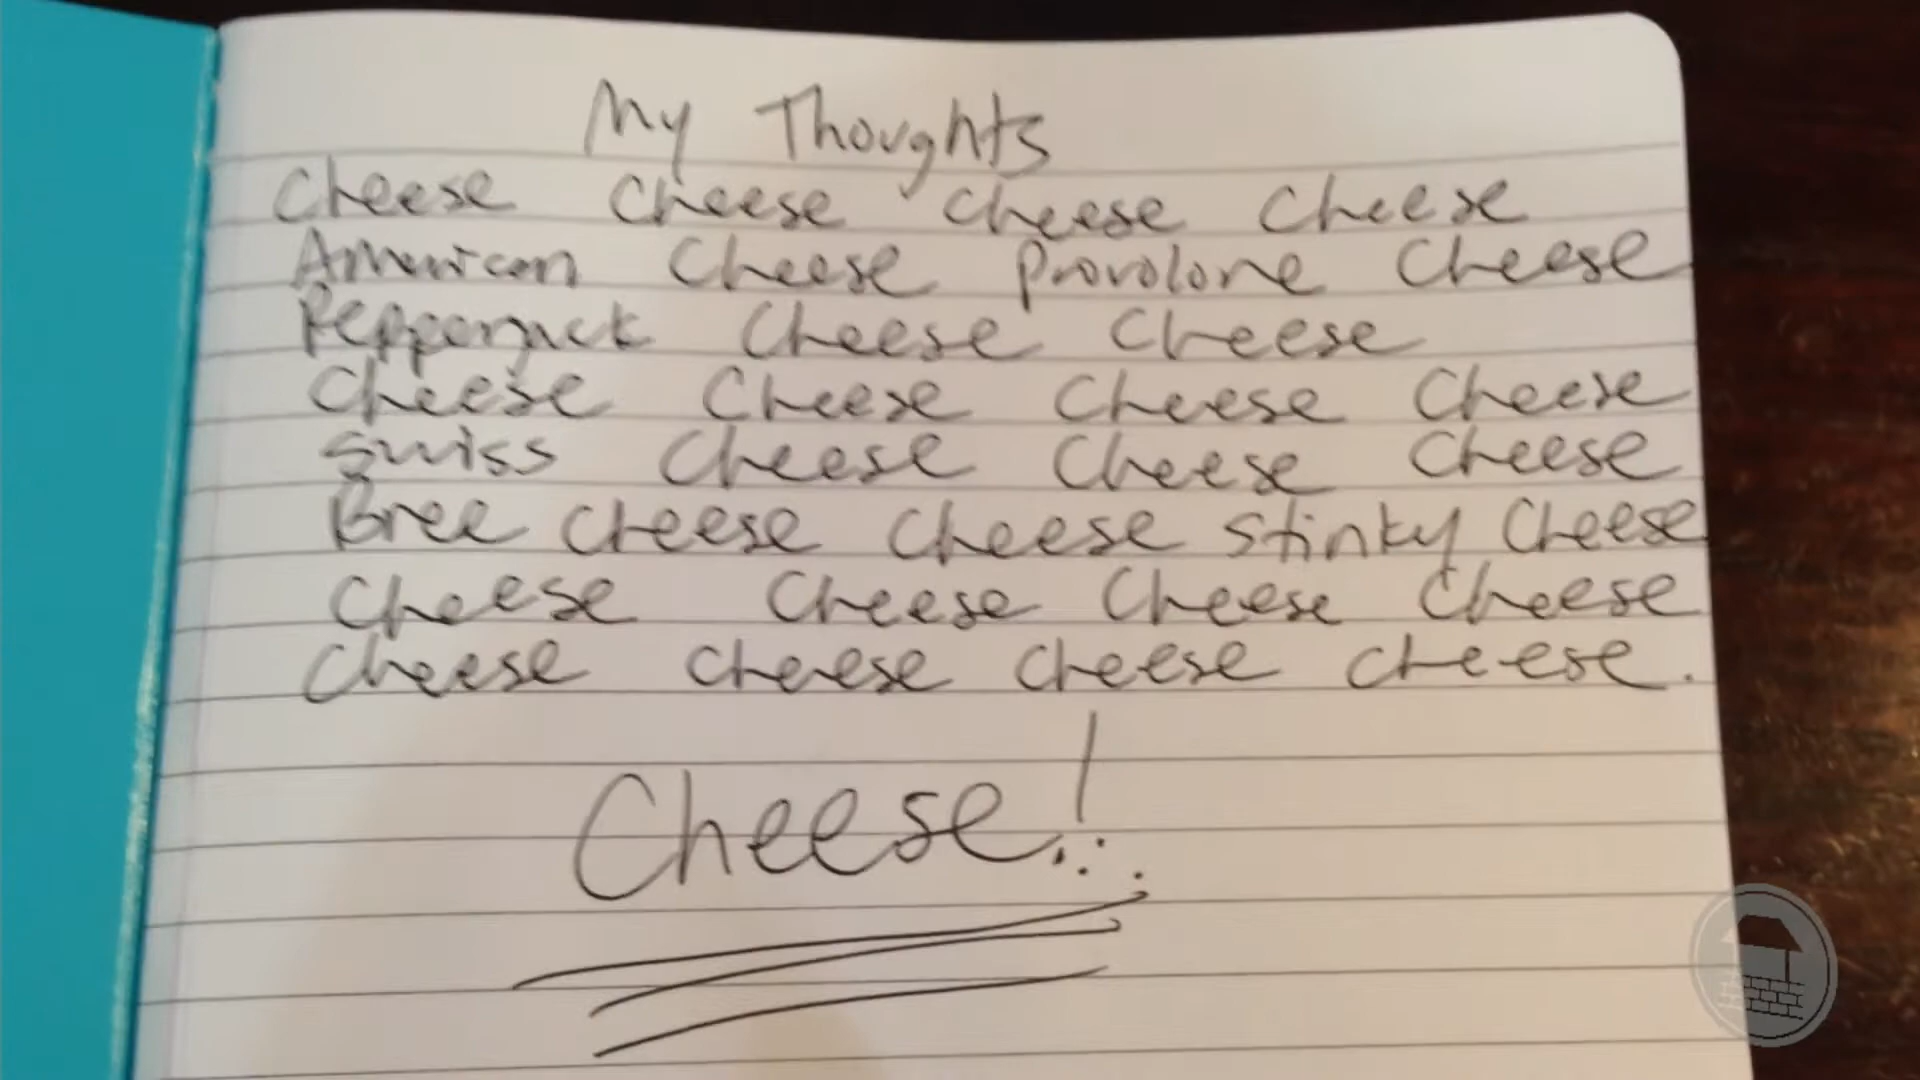 My Thoughts
Cheese Cheese Cheese Cheese
American Cheese Provolone Cheese
Pepperjack Cheese Cheese
Cheese Cheese Cheese Cheese
Swiss Cheese Cheese Cheese
Bree Cheese Cheese Stinky Cheese
Cheese Cheese Cheese Cheese
Cheese Cheese Cheese Cheese.
Cheese!